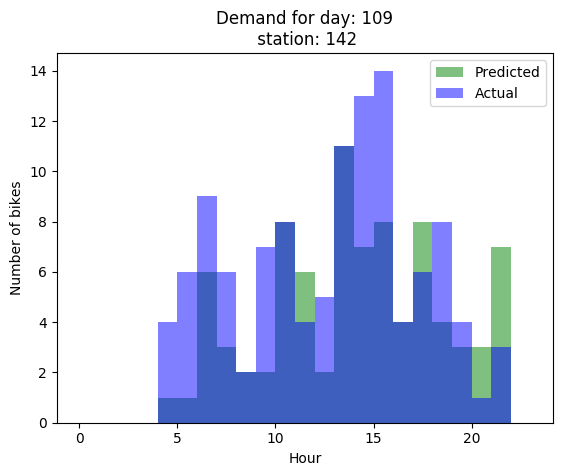 Demand for day: 109
station: 142
Predicted
Actual
Number of bikes
14
12
10
8
6
4
2
0
0 5 10 15 20
Hour